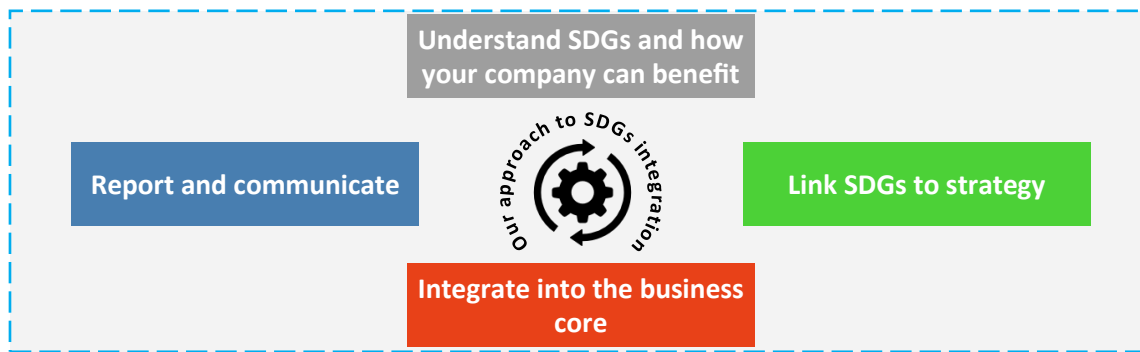 Understand SDGs and how
your company can benefit
Our approach to SDGs integration
Report and communicate
Link SDGs to strategy
Integrate into the business
core